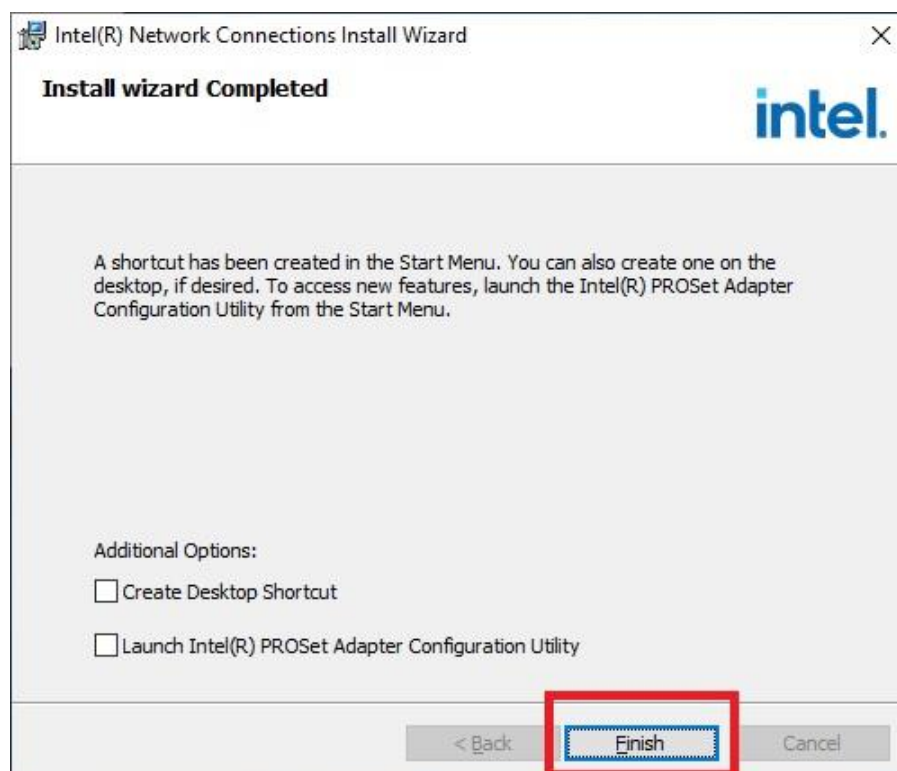 Intel(R) Network Connections Install Wizard
Install wizard Completed
intel.
A shortcut has been created in the Start Menu. You can also create one on the
desktop, if desired. To access new features, launch the Intel(R) PROSet Adapter
Configuration Utility from the Start Menu.
Additional Options:
Create Desktop Shortcut
Launch Intel(R) PROSet Adapter Configuration Utility
< Back
Finish
Cancel